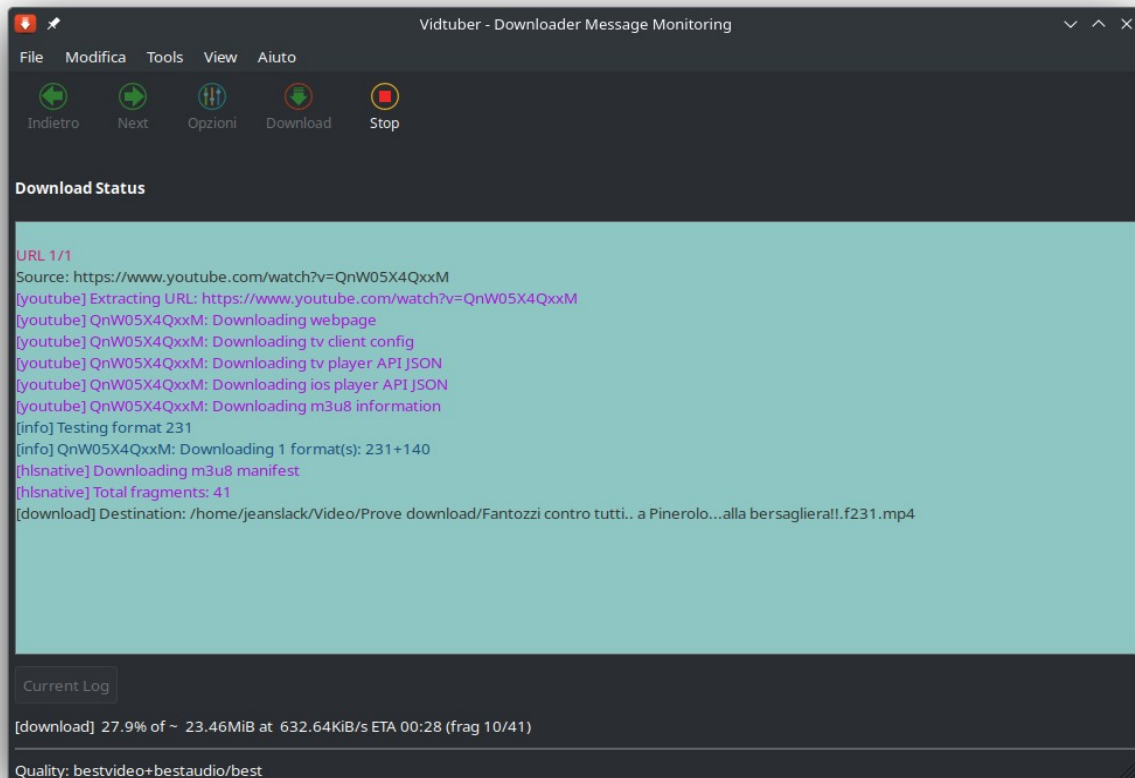 Vidtuber - Downloader Message Monitoring
File Modifica Tools View Aiuto
Indietro Next Opzioni Download Stop
Download Status
URL 1/1
Source: https://www.youtube.com/watch?v=QnW05X4QxxM
[youtube] Extracting URL: https://www.youtube.com/watch?v=QnW05X4QxxM
[youtube] QnW05X4QxxM: Downloading webpage
[youtube] QnW05X4QxxM: Downloading tv client config
[youtube] QnW05X4QxxM: Downloading tv player API JSON
[youtube] QnW05X4QxxM: Downloading ios player API JSON
[youtube] QnW05X4QxxM: Downloading m3u8 information
[info] Testing format 231
[info] QnW05X4QxxM: Downloading 1 format(s): 231+140
[hlsnative] Downloading m3u8 manifest
[hlsnative] Total fragments: 41
[download] Destination: /home/jeanslack/Video/Prove download/Fantozzi contro tutti.. a Pinerolo...alla bersagliera!!.f231.mp4
Current Log
[download] 27.9% of ~ 23.46MiB at 632.64KiB/s ETA 00:28 (frag 10/41)
Quality: bestvideo+bestaudio/best